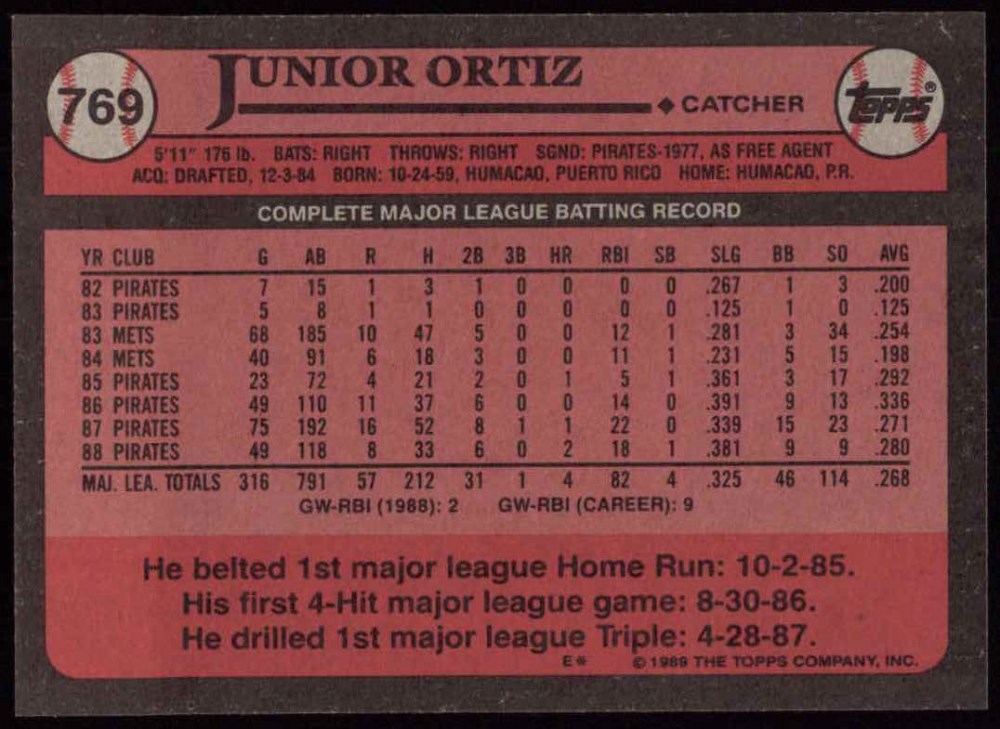 769
JUNIOR ORTIZ
◆ CATCHER
TOPPS®
5'11" 176 lb. BATS: RIGHT THROWS: RIGHT SGND: PIRATES-1977, AS FREE AGENT
ACQ: DRAFTED, 12-3-84 BORN: 10-24-59, HUMACAO, PUERTO RICO HOME: HUMACAO, P.R.
COMPLETE MAJOR LEAGUE BATTING RECORD
YR CLUB G AB R H 2B 3B HR RBI SB SLG BB SO AVG
82 PIRATES 7 15 1 3 1 0 0 0 0 .267 1 3 .200
83 PIRATES 5 8 1 1 0 0 0 0 0 .125 1 0 .125
83 METS 68 185 10 47 5 0 0 12 1 .281 3 34 .254
84 METS 40 91 6 18 3 0 0 11 1 .231 5 15 .198
85 PIRATES 23 72 4 21 2 0 1 5 1 .361 3 17 .292
86 PIRATES 49 110 11 37 6 0 0 14 0 .391 9 13 .336
87 PIRATES 75 192 16 52 8 1 1 22 0 .339 15 23 .271
88 PIRATES 49 118 8 33 6 0 2 18 1 .381 9 9 .280
MAJ. LEA. TOTALS 316 791 57 212 31 1 4 82 4 .325 46 114 .268
GW-RBI (1988): 2 GW-RBI (CAREER): 9
He belted 1st major league Home Run: 10-2-85.
His first 4-Hit major league game: 8-30-86.
He drilled 1st major league Triple: 4-28-87.
E* © 1989 THE TOPPS COMPANY, INC.